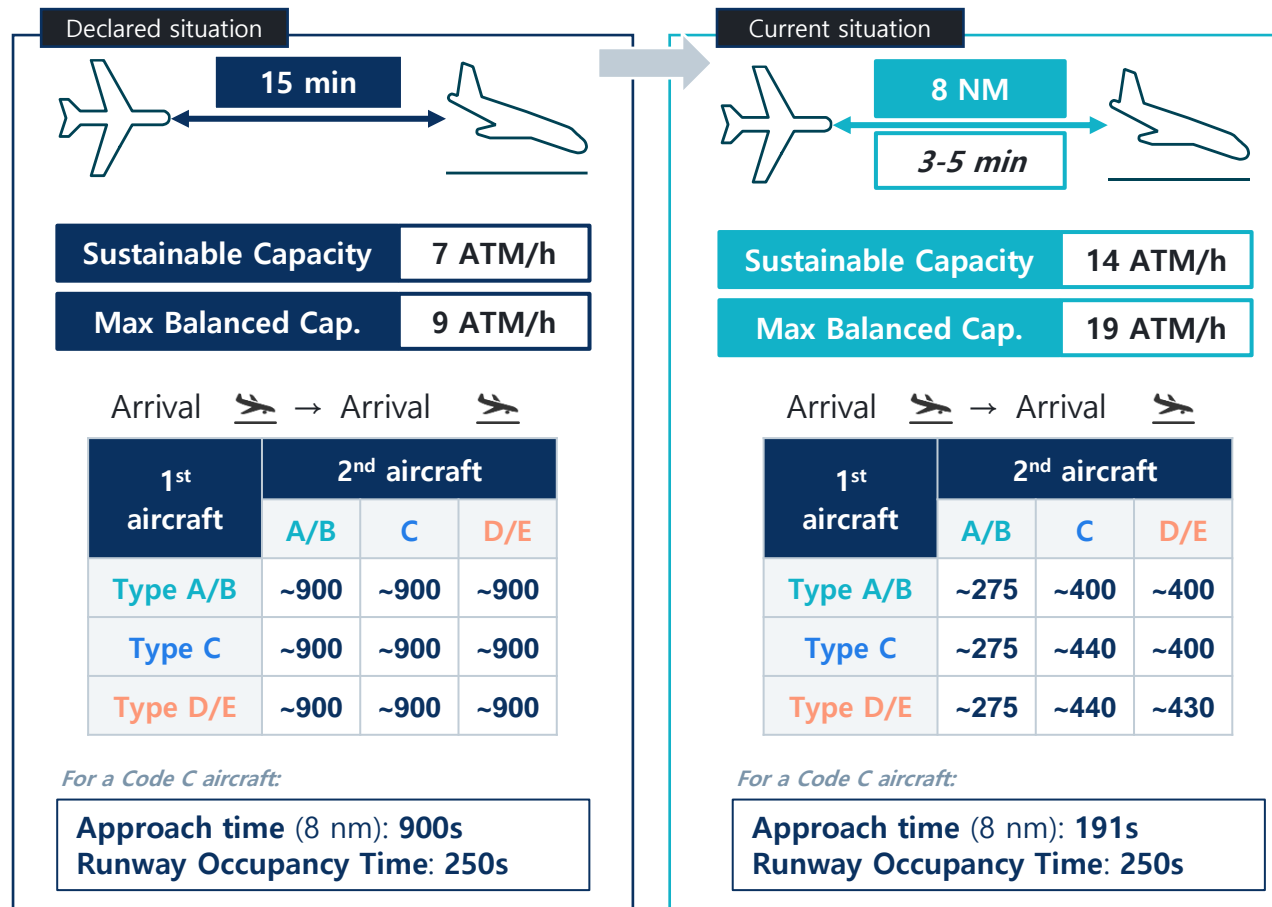 Declared situation
15 min
Sustainable Capacity 7 ATM/h
Max Balanced Cap. 9 ATM/h
Arrival → Arrival
1st aircraft 2nd aircraft
A/B C D/E
Type A/B ~900 ~900 ~900
Type C ~900 ~900 ~900
Type D/E ~900 ~900 ~900
For a Code C aircraft:
Approach time (8 nm): 900s
Runway Occupancy Time: 250s
Current situation
8 NM
3-5 min
Sustainable Capacity 14 ATM/h
Max Balanced Cap. 19 ATM/h
Arrival → Arrival
1st aircraft 2nd aircraft
A/B C D/E
Type A/B ~275 ~400 ~400
Type C ~275 ~440 ~400
Type D/E ~275 ~440 ~430
For a Code C aircraft:
Approach time (8 nm): 191s
Runway Occupancy Time: 250s